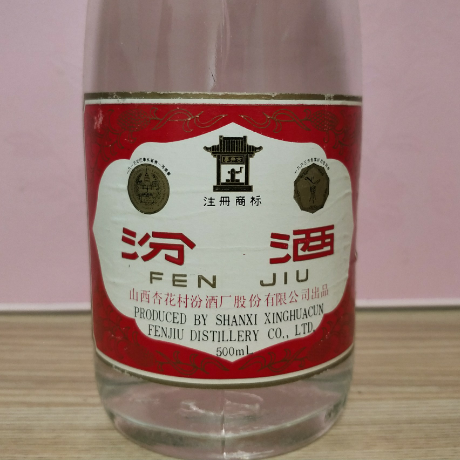 注册商标
汾 酒
FEN JIU
山西杏花村汾酒厂股份有限公司出品
PRODUCED BY SHANXI XINGHUACUN
FENJIU DISTILLERY CO., LTD.
500mL